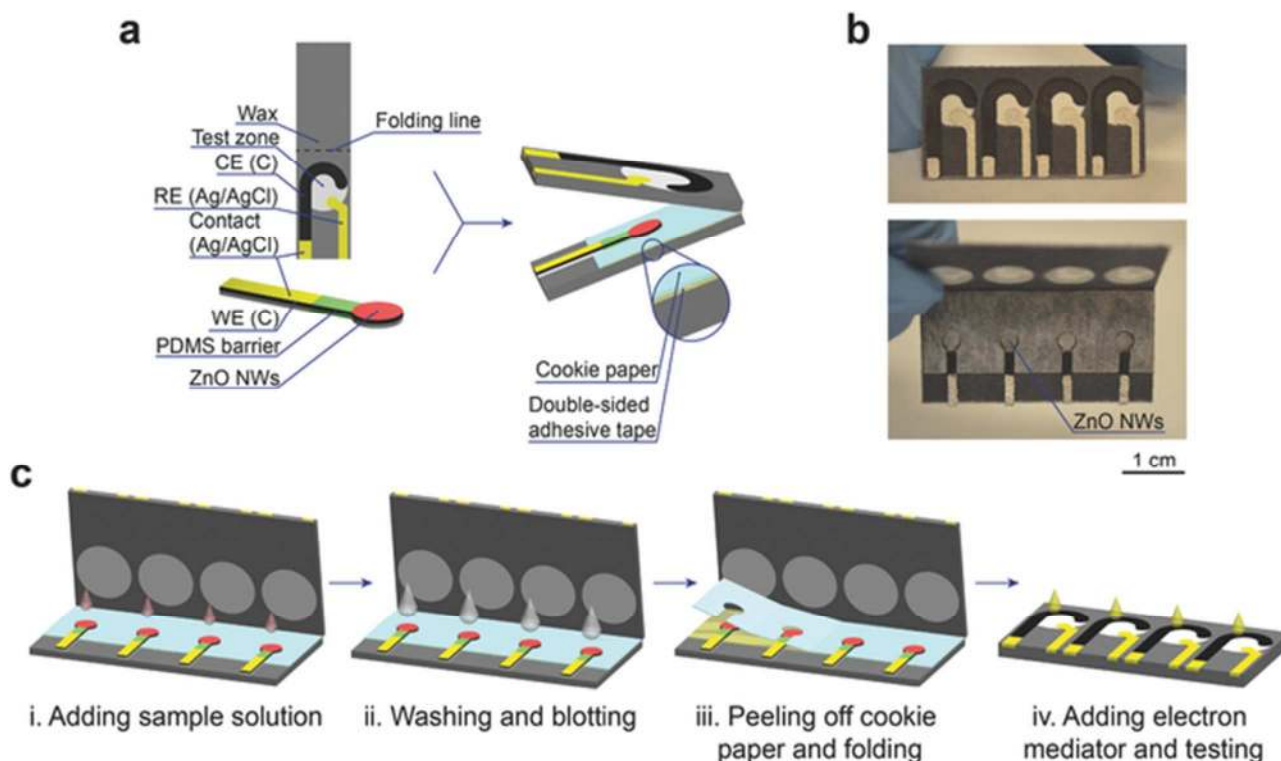 a
Wax
Folding line
Test zone
CE (C)
RE (Ag/AgCl)
Contact
(Ag/AgCl)
WE (C)
PDMS barrier
ZnO NWs
Cookie paper
Double-sided
adhesive tape
b
ZnO NWs
1 cm
c
i. Adding sample solution
ii. Washing and blotting
iii. Peeling off cookie
paper and folding
iv. Adding electron
mediator and testing